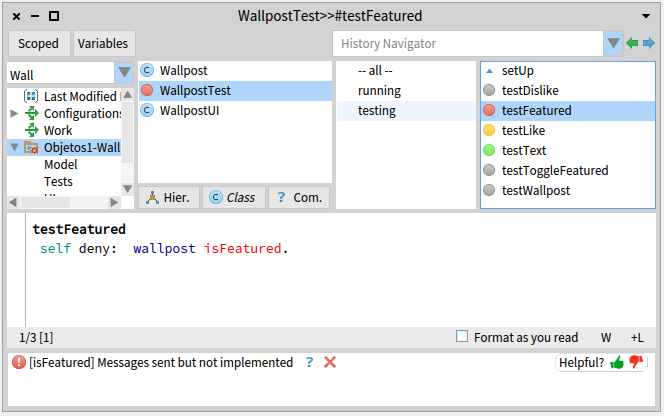 WallpostTest>>#testFeatured
Scoped
Variables
History Navigator
Wall
Last Modified
Configurations
Work
Objetos1-Wall
Model
Tests
Wallpost
WallpostTest
WallpostUI
Hier.
Class
? Com.
-- all --
running
testing
setUp
testDislike
testFeatured
testLike
testText
testToggleFeatured
testWallpost
testFeatured
self deny: wallpost isFeatured.
1/3 [1]
Format as you read
W
+L
[isFeatured] Messages sent but not implemented ?
Helpful?